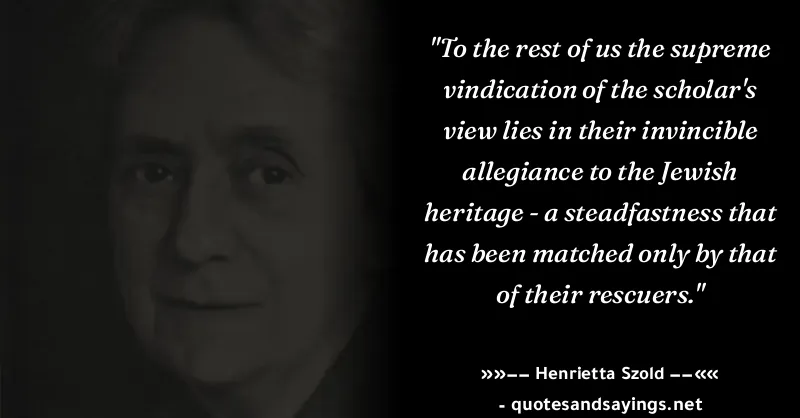 "To the rest of us the supreme
vindication of the scholar's
view lies in their invincible
allegiance to the Jewish
heritage - a steadfastness that
has been matched only by that
of their rescuers."
»»–– Henrietta Szold ––««
- quotesandsayings.net